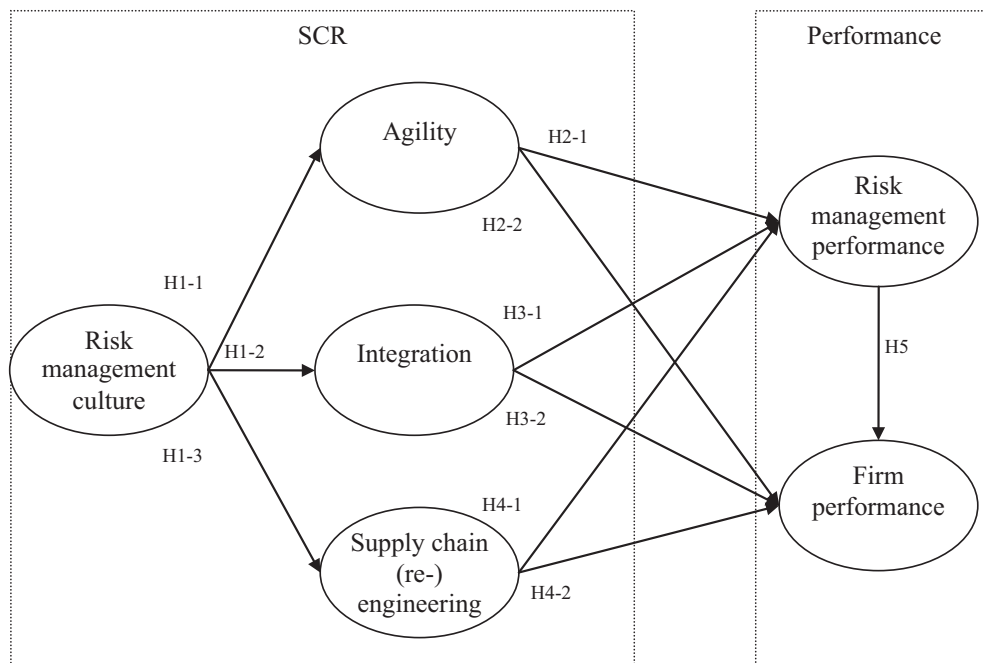 SCR
Performance
Agility
H2-1
Risk
management
performance
H2-2
H1-1
H3-1
Risk
management
culture
H1-2
Integration
H5
H3-2
H1-3
Firm
performance
H4-1
Supply chain
(re-)
engineering
H4-2